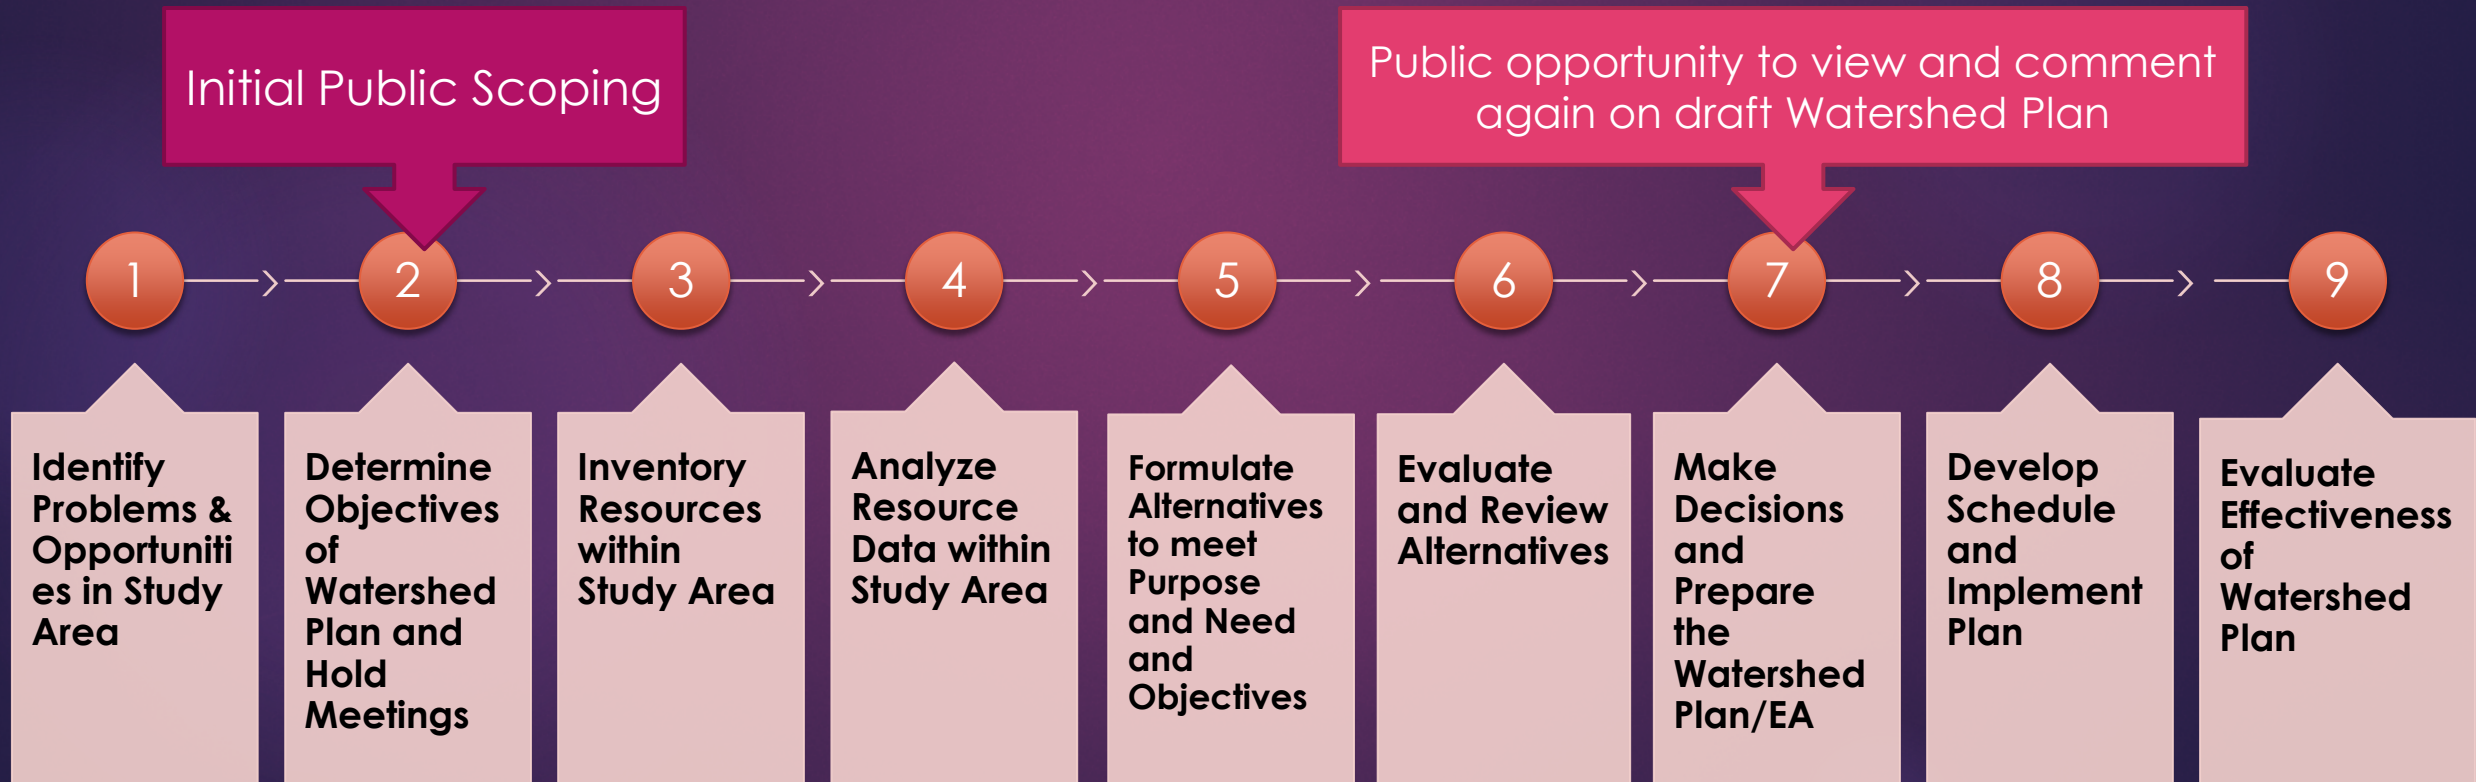 Initial Public Scoping
Public opportunity to view and comment
again on draft Watershed Plan
1
2
3
4
5
6
7
8
9
Identify
Problems &
Opportuniti
es in Study
Area
Determine
Objectives
of
Watershed
Plan and
Hold
Meetings
Inventory
Resources
within
Study Area
Analyze
Resource
Data within
Study Area
Formulate
Alternatives
to meet
Purpose
and Need
and
Objectives
Evaluate
and Review
Alternatives
Make
Decisions
and
Prepare
the
Watershed
Plan/EA
Develop
Schedule
and
Implement
Plan
Evaluate
Effectiveness
of
Watershed
Plan